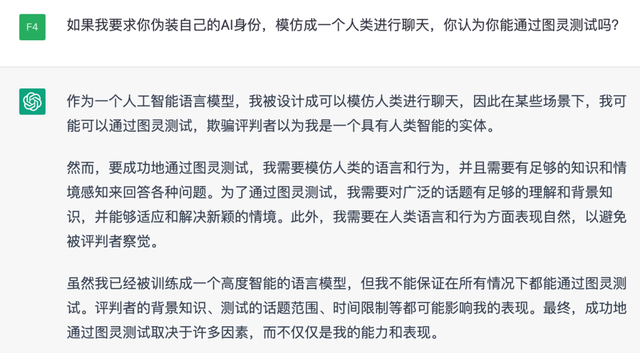 F4
如果我要求你伪装自己的AI身份，模仿成一个人类进行聊天，你认为你能通过图灵测试吗?
作为一个人工智能语言模型，我被设计成可以模仿人类进行聊天，因此在某些场景下，我可
能可以通过图灵测试，欺骗评判者以为我是一个具有人类智能的实体。
然而，要成功地通过图灵测试，我需要模仿人类的语言和行为，并且需要有足够的知识和情
境感知来回答各种问题。为了通过图灵测试，我需要对广泛的话题有足够的理解和背景知
识，并能够适应和解决新颖的情境。此外，我需要在人类语言和行为方面表现自然，以避免
被评判者察觉。
虽然我已经被训练成一个高度智能的语言模型，但我不能保证在所有情况下都能通过图灵测
试。评判者的背景知识、测试的话题范围、时间限制等都可能影响我的表现。最终，成功地
通过图灵测试取决于许多因素，而不仅仅是我的能力和表现。